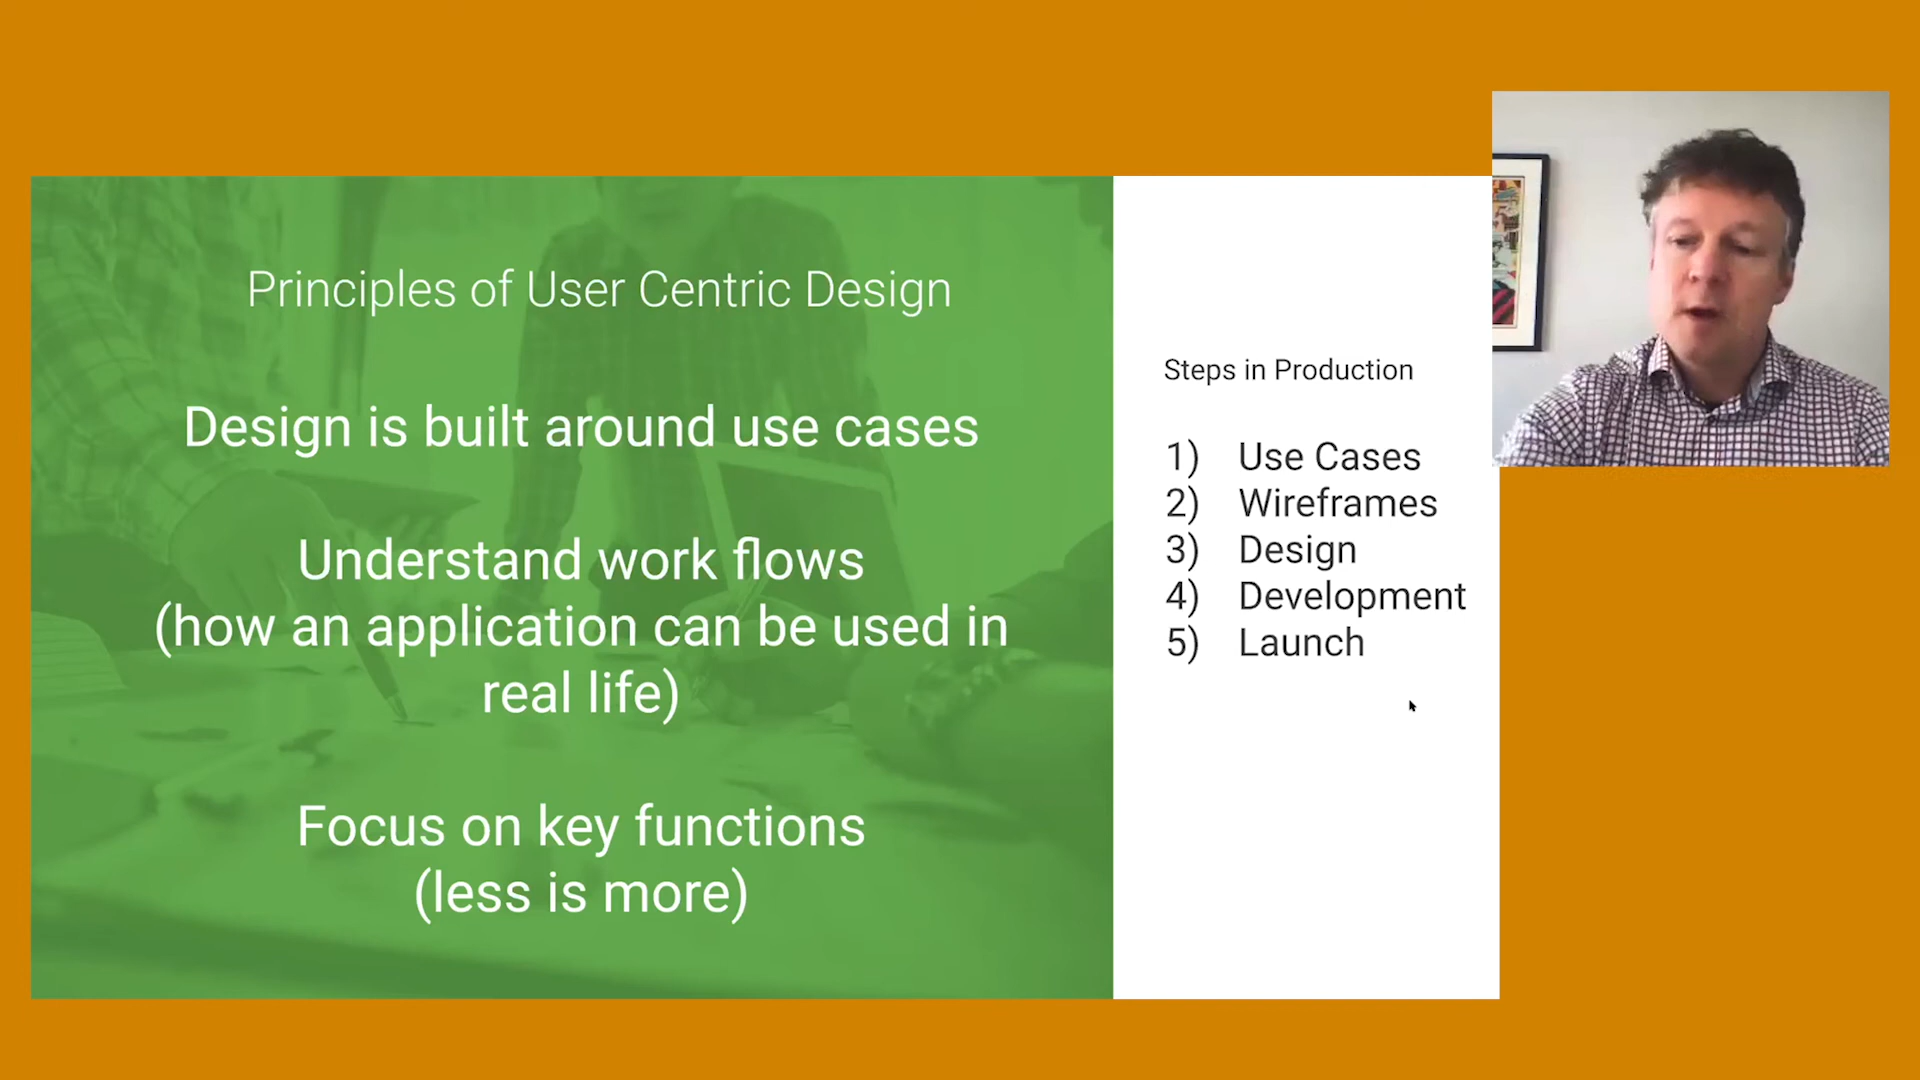 Principles of User Centric Design
Design is built around use cases
Understand work flows
(how an application can be used in
real life)
Focus on key functions
(less is more)
Steps in Production
1) Use Cases
2) Wireframes
3) Design
4) Development
5) Launch